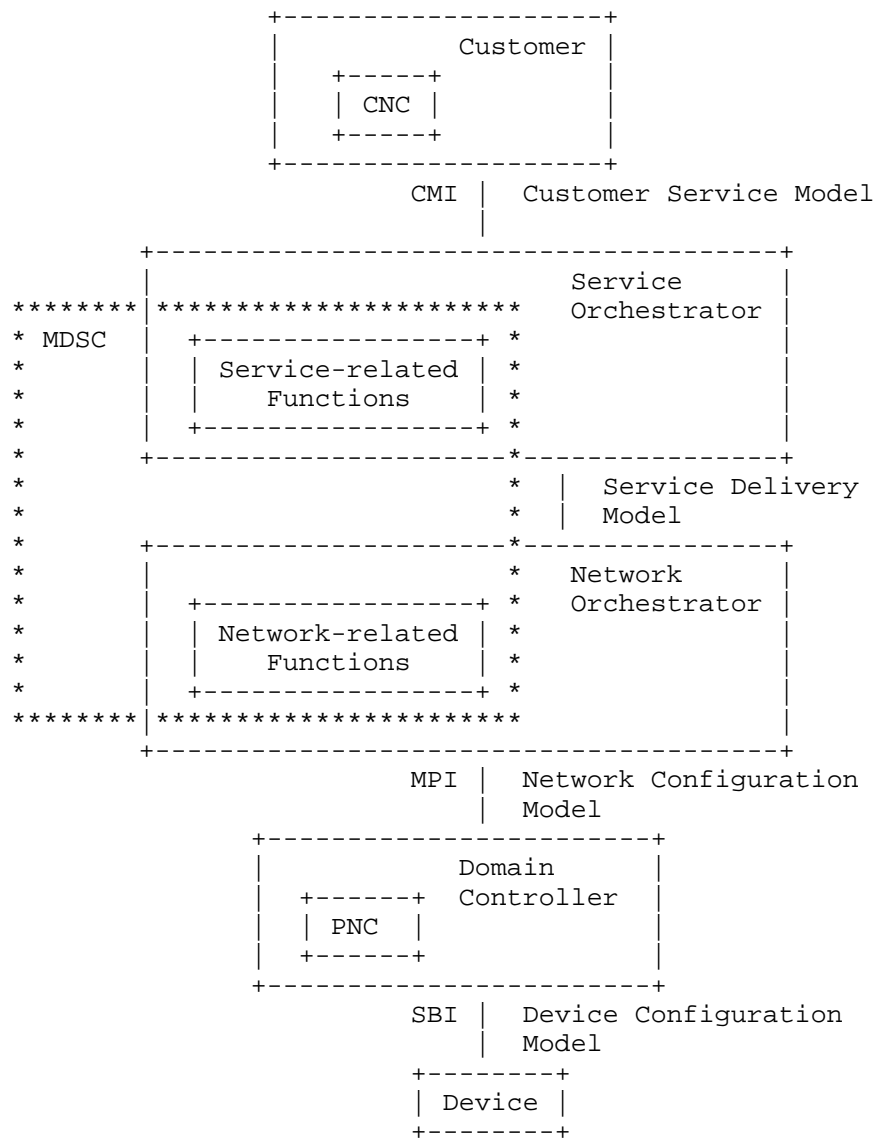 Customer
CNC
CMI | Customer Service Model
Service
Orchestrator
MDSC
Service-related
Functions
Service Delivery
Model
Network
Orchestrator
Network-related
Functions
MPI | Network Configuration
Model
Domain
Controller
PNC
SBI | Device Configuration
Model
Device